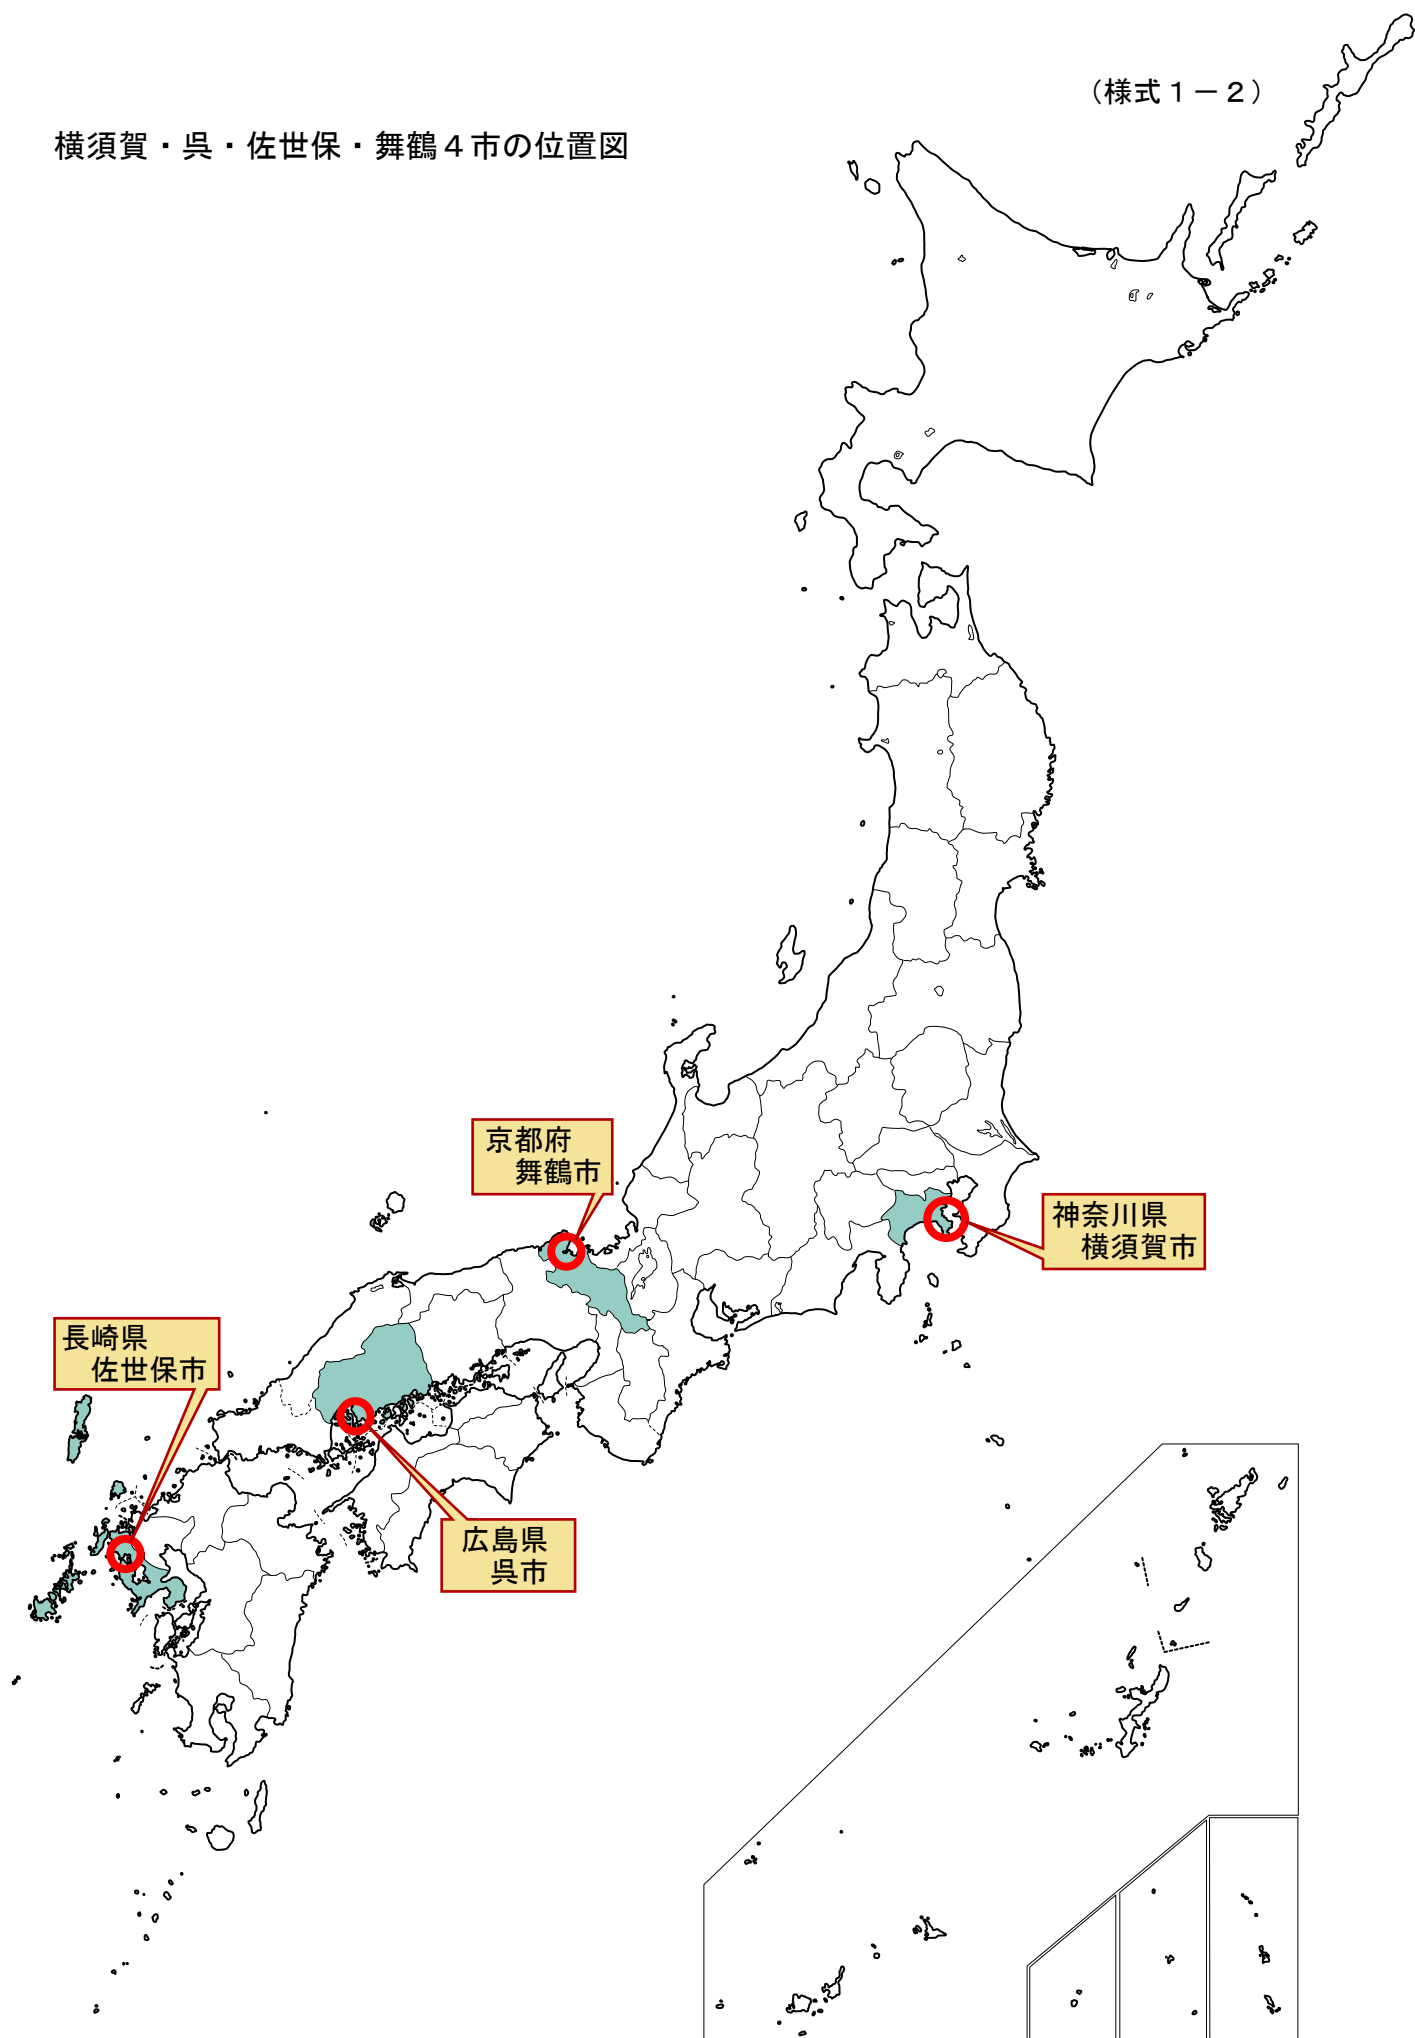 （様式１－２）
横須賀・呉・佐世保・舞鶴４市の位置図
京都府
舞鶴市
神奈川県
横須賀市
長崎県
佐世保市
広島県
呉市